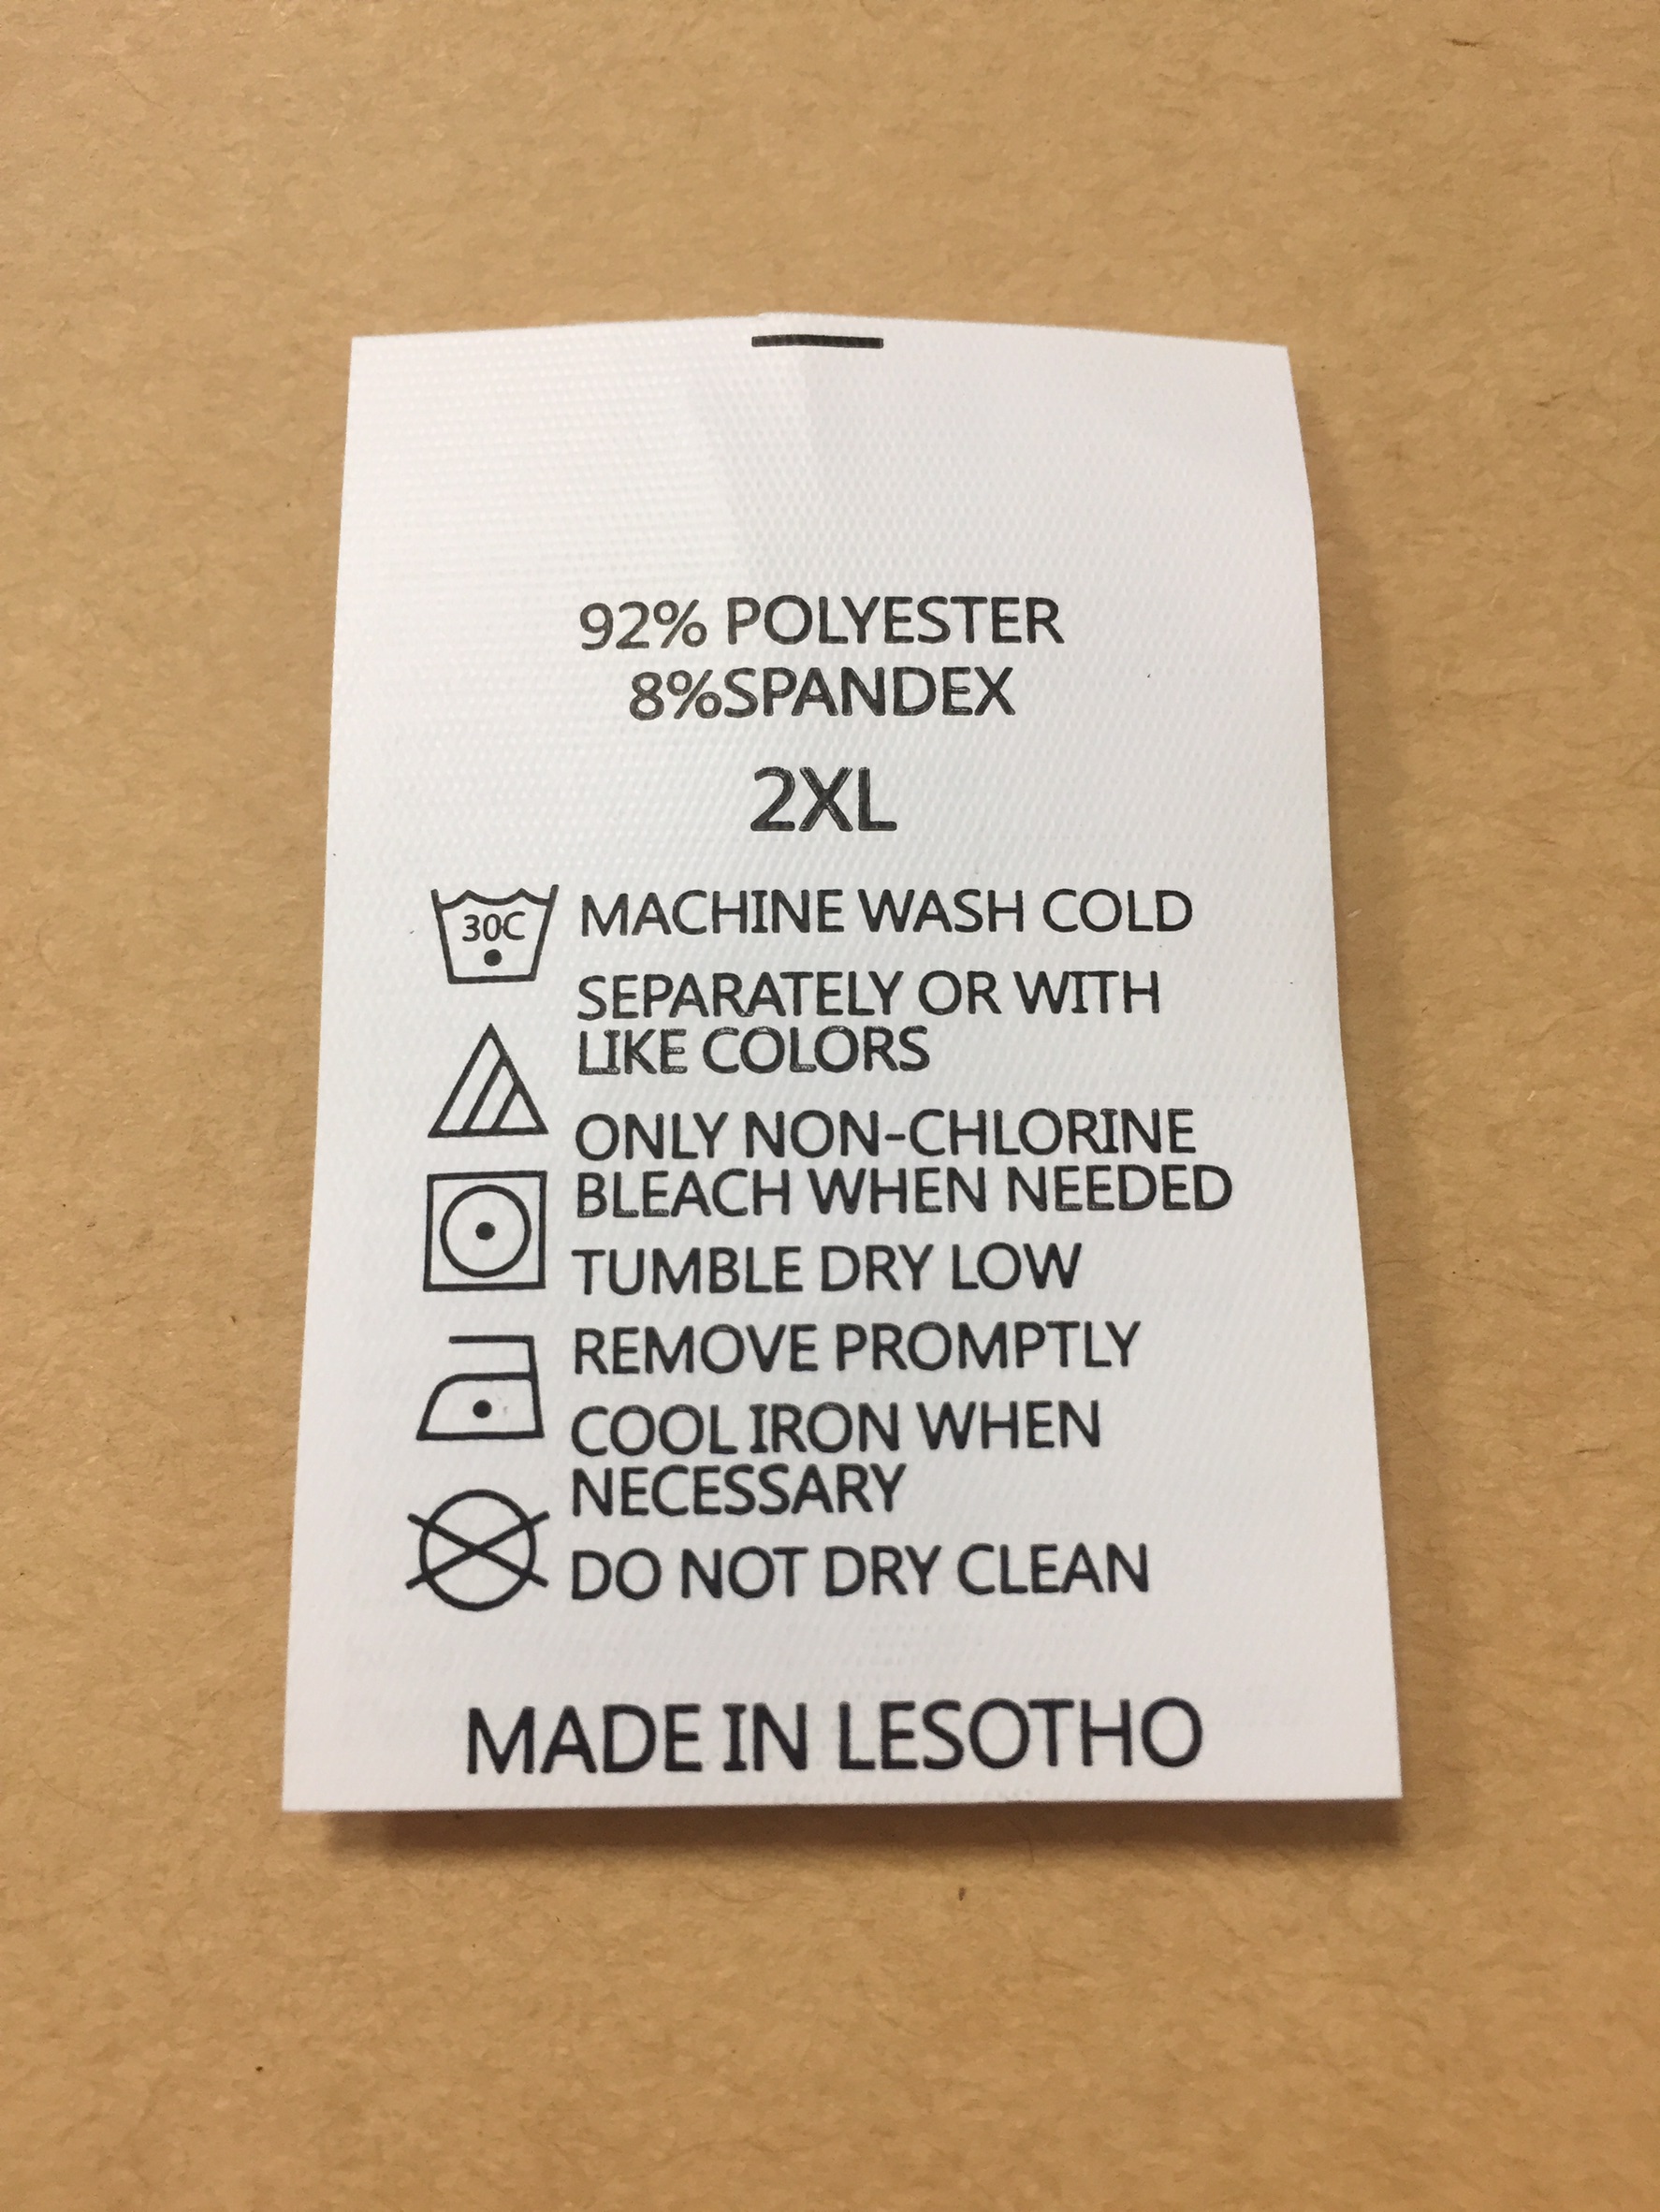 92% POLYESTER
8%SPANDEX
2XL
30C MACHINE WASH COLD
SEPARATELY OR WITH
LIKE COLORS
ONLY NON-CHLORINE
BLEACH WHEN NEEDED
TUMBLE DRY LOW
REMOVE PROMPTLY
COOL IRON WHEN
NECESSARY
DO NOT DRY CLEAN
MADE IN LESOTHO